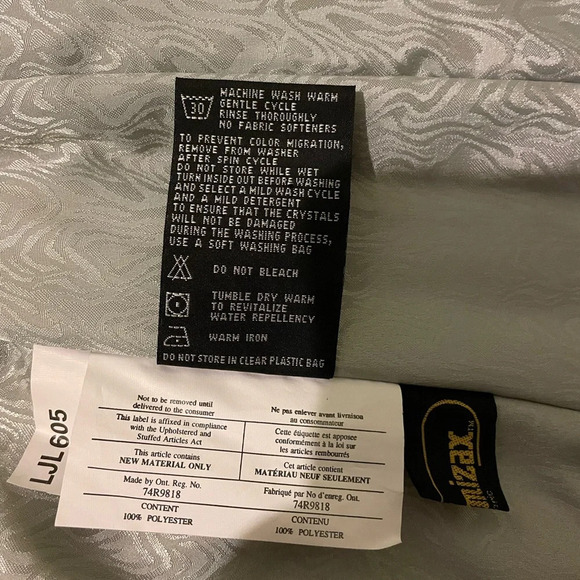 30
MACHINE WASH WARM
GENTLE CYCLE
RINSE THOROUGHLY
NO FABRIC SOFTENERS
TO PREVENT COLOR MIGRATION,
REMOVE FROM WASHER
AFTER SPIN CYCLE
DO NOT STORE WHILE WET
TURN INSIDE OUT BEFORE WASHING
AND SELECT A MILD WASH CYCLE
AND A MILD DETERGENT
TO ENSURE THAT THE CRYSTALS
WILL NOT BE DAMAGED
DURING THE WASHING PROCESS,
USE A SOFT WASHING BAG
DO NOT BLEACH
TUMBLE DRY WARM
TO REVITALIZE
WATER REPELLENCY
WARM IRON
DO NOT STORE IN CLEAR PLASTIC BAG
LJL605
Not to be removed until
delivered to the consumer
This label is affixed in compliance
with the Upholstered and
Stuffed Articles Act
This article contains
NEW MATERIAL ONLY
Made by Ont. Reg. No.
74R9818
CONTENT
100% POLYESTER
Ne pas enlever avant livraison
au consommateur
Cette étiquette est apposée
conformément à la loi sur
les articles rembourrés
Cet article contient
MATÉRIAU NEUF SEULEMENT
Fabriqué par No d'enreg. Ont.
74R9818
CONTENU
100% POLYESTER
nizax™